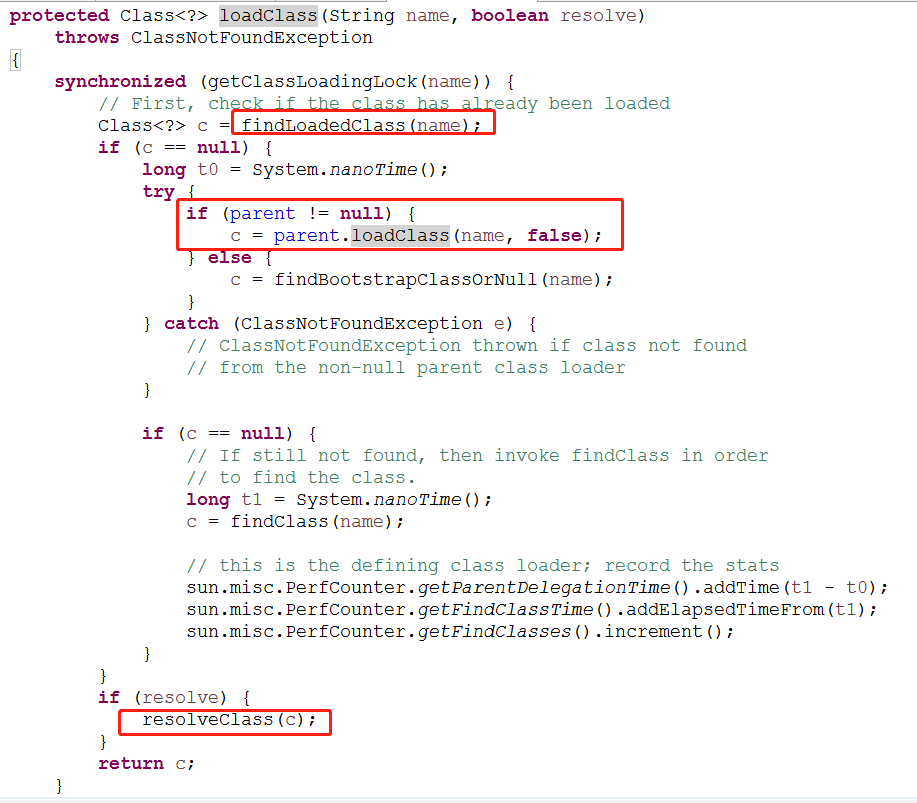 protected Class<?> loadClass(String name, boolean resolve)
    throws ClassNotFoundException
{
    synchronized (getClassLoadingLock(name)) {
        // First, check if the class has already been loaded
        Class<?> c = findLoadedClass(name);
        if (c == null) {
            long t0 = System.nanoTime();
            try {
                if (parent != null) {
                    c = parent.loadClass(name, false);
                } else {
                    c = findBootstrapClassOrNull(name);
                }
            } catch (ClassNotFoundException e) {
                // ClassNotFoundException thrown if class not found
                // from the non-null parent class loader
            }

            if (c == null) {
                // If still not found, then invoke findClass in order
                // to find the class.
                long t1 = System.nanoTime();
                c = findClass(name);

                // this is the defining class loader; record the stats
                sun.misc.PerfCounter.getParentDelegationTime().addTime(t1 - t0);
                sun.misc.PerfCounter.getFindClassTime().addElapsedTimeFrom(t1);
                sun.misc.PerfCounter.getFindClasses().increment();
            }
        }
        if (resolve) {
            resolveClass(c);
        }
        return c;
    }